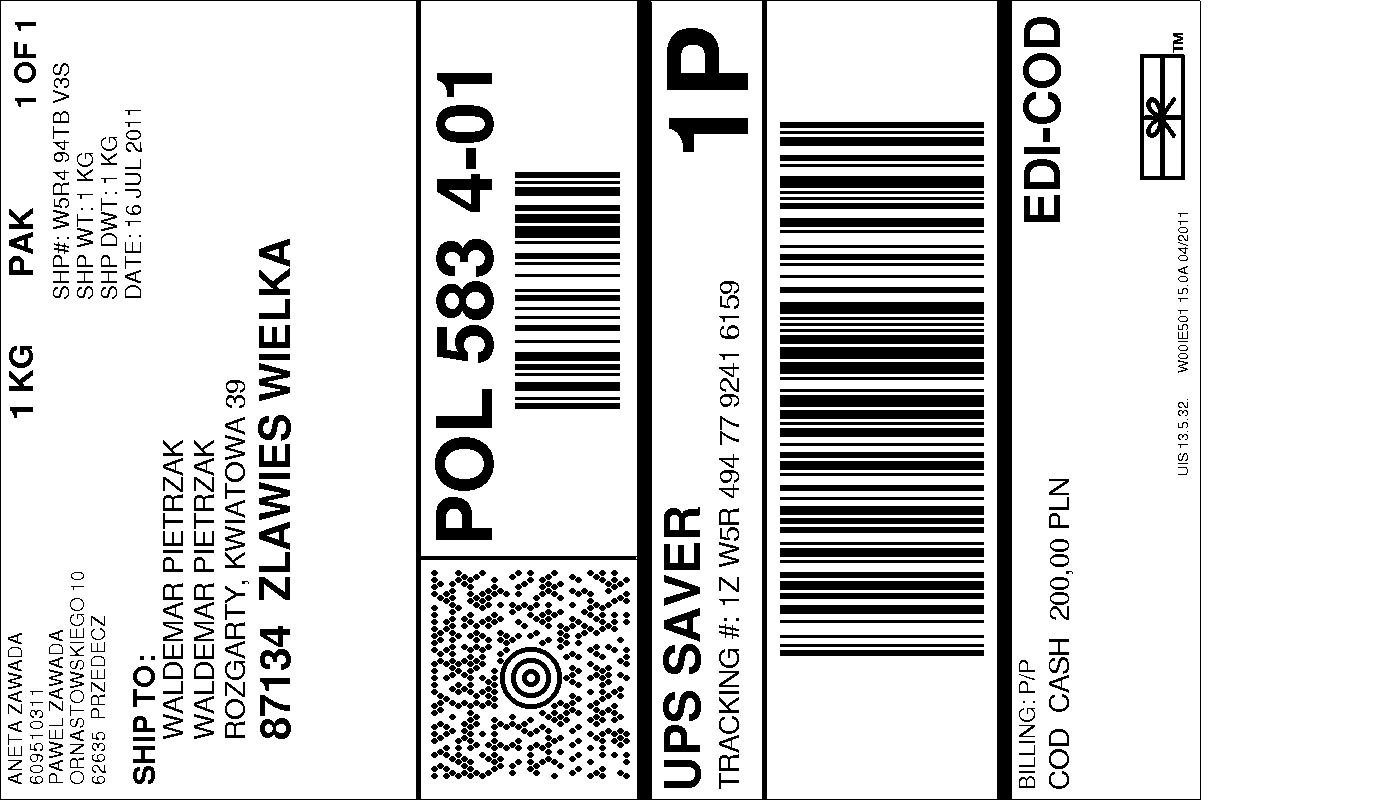 ANETA ZAWADA
609510311
PAWEL ZAWADA
ORNASTOWSKIEGO 10
62635 PRZEDECZ
1 KG PAK 1 OF 1
SHP#: W5R4 94TB V3S
SHP WT: 1 KG
SHP DWT: 1 KG
DATE: 16 JUL 2011
SHIP TO:
WALDEMAR PIETRZAK
WALDEMAR PIETRZAK
ROZGARTY, KWIATOWA 39
87134 ZLAWIES WIELKA
POL 583 4-01
UPS SAVER
TRACKING #: 1Z W5R 494 77 9241 6159
1P
BILLING: P/P
COD CASH 200,00 PLN
EDI-COD
TM
UIS 13.5.32. W00IE501 15.0A 04/2011